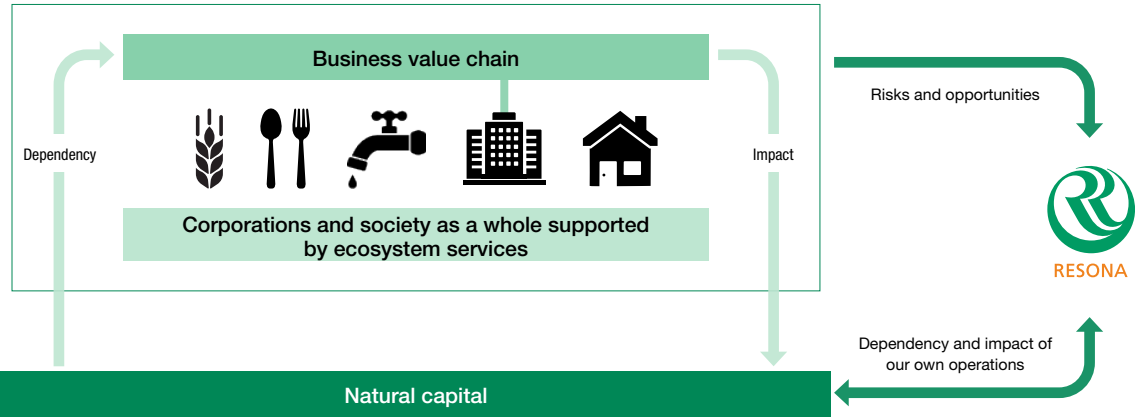 Business value chain
Risks and opportunities
Dependency
Impact
Corporations and society as a whole supported
by ecosystem services
RESONA
Dependency and impact of
our own operations
Natural capital